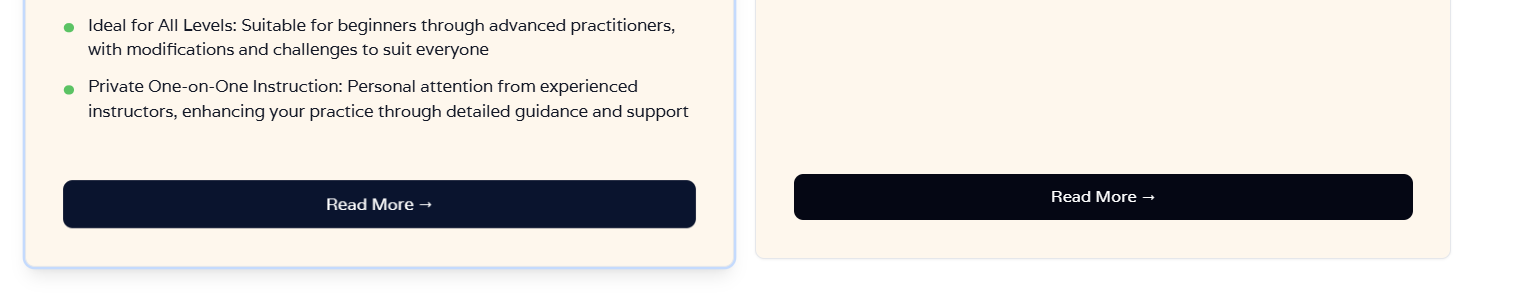 Ideal for All Levels: Suitable for beginners through advanced practitioners,
with modifications and challenges to suit everyone
Private One-on-One Instruction: Personal attention from experienced
instructors, enhancing your practice through detailed guidance and support
Read More →
Read More →